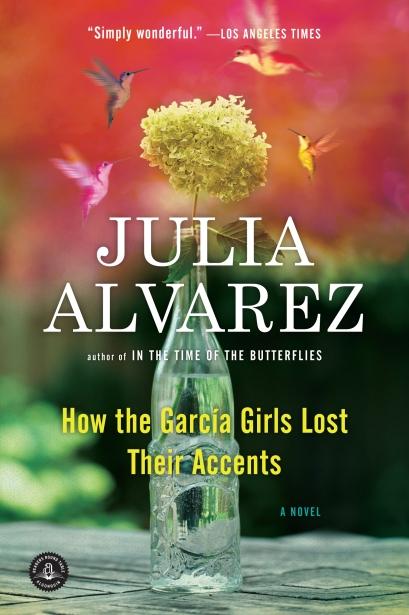 "Simply wonderful." —LOS ANGELES TIMES
JULIA
ALVAREZ
author of IN THE TIME OF THE BUTTERFLIES
How the García Girls Lost
Their Accents
A NOVEL
ALGONQUIN